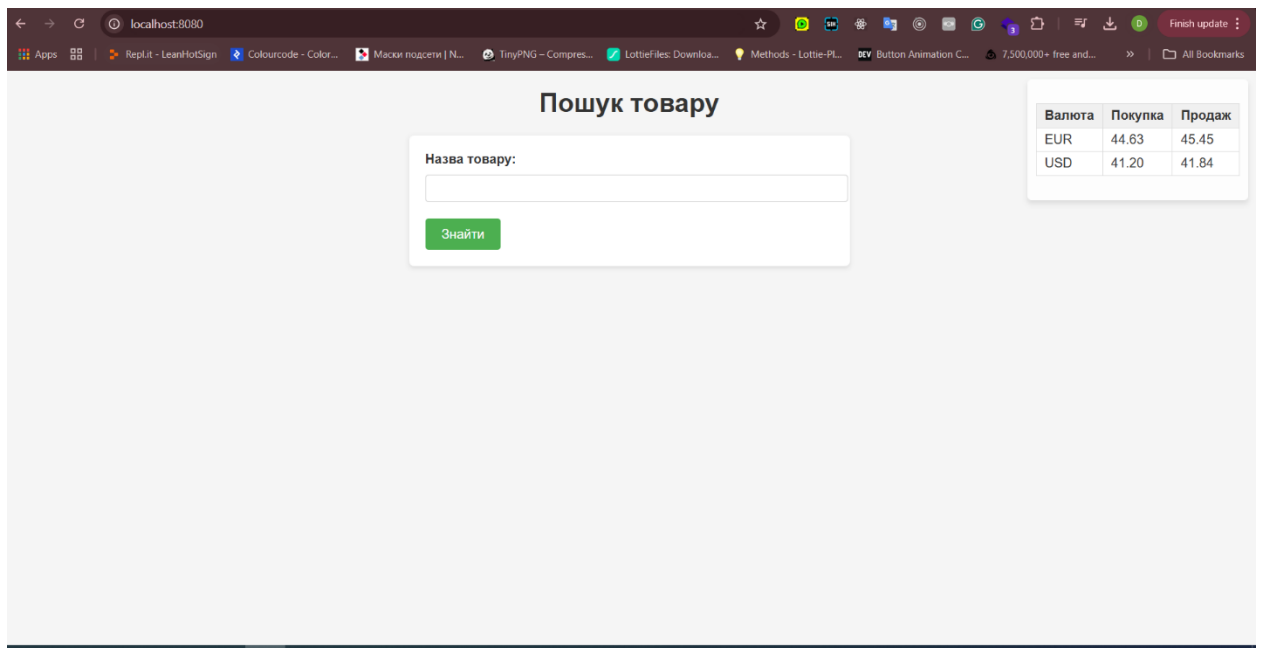 localhost:8080
Finish update
Apps Repl.it - LeanHotSign Colourcode - Color... Маски подсети | N... TinyPNG – Compres... LottieFiles: Downloa... Methods - Lottie-Pl... DEV Button Animation C... 7,500,000+ free and... » All Bookmarks
Пошук товару
Назва товару:
Знайти
Валюта Покупка Продаж
EUR 44.63 45.45
USD 41.20 41.84